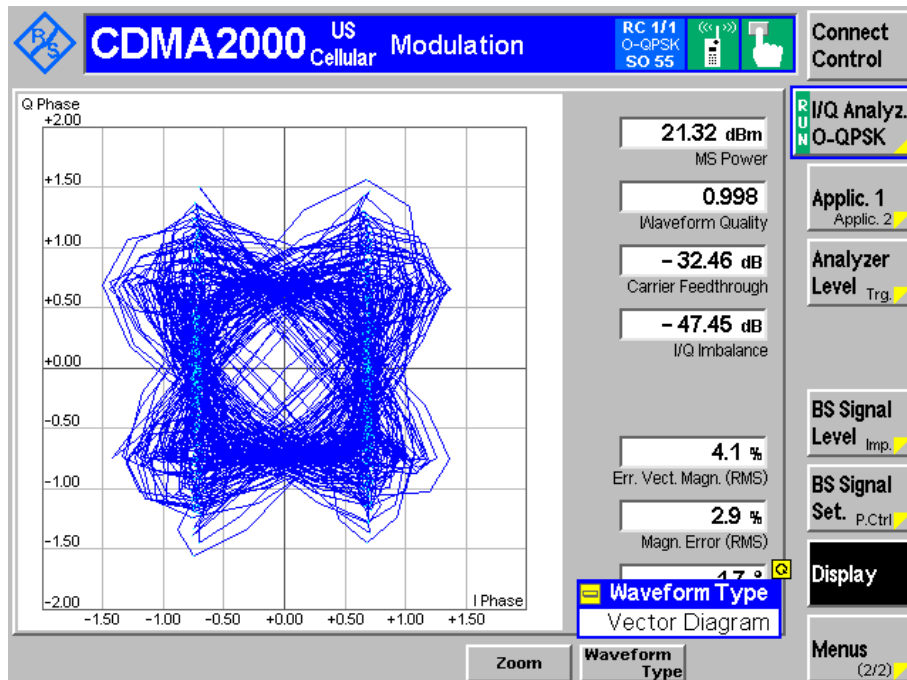 R/S
CDMA2000 US Cellular Modulation
RC 1/1
O-QPSK
SO 55
Connect
Control
RUN
I/Q Analyz.
O-QPSK
Applic. 1
Applic. 2
Analyzer
Level Trg.
BS Signal
Level Imp.
BS Signal
Set. P.Ctrl
Display
Menus
(2/2)
Q Phase
+2.00
+1.50
+1.00
+0.50
+0.00
-0.50
-1.00
-1.50
-2.00
-1.50 -1.00 -0.50 +0.00 +0.50 +1.00 +1.50
I Phase
21.32 dBm
MS Power
0.998
Waveform Quality
-32.46 dB
Carrier Feedthrough
-47.45 dB
I/Q Imbalance
4.1 %
Err. Vect. Magn. (RMS)
2.9 %
Magn. Error (RMS)
Q
Waveform Type
Vector Diagram
Zoom
Waveform
Type